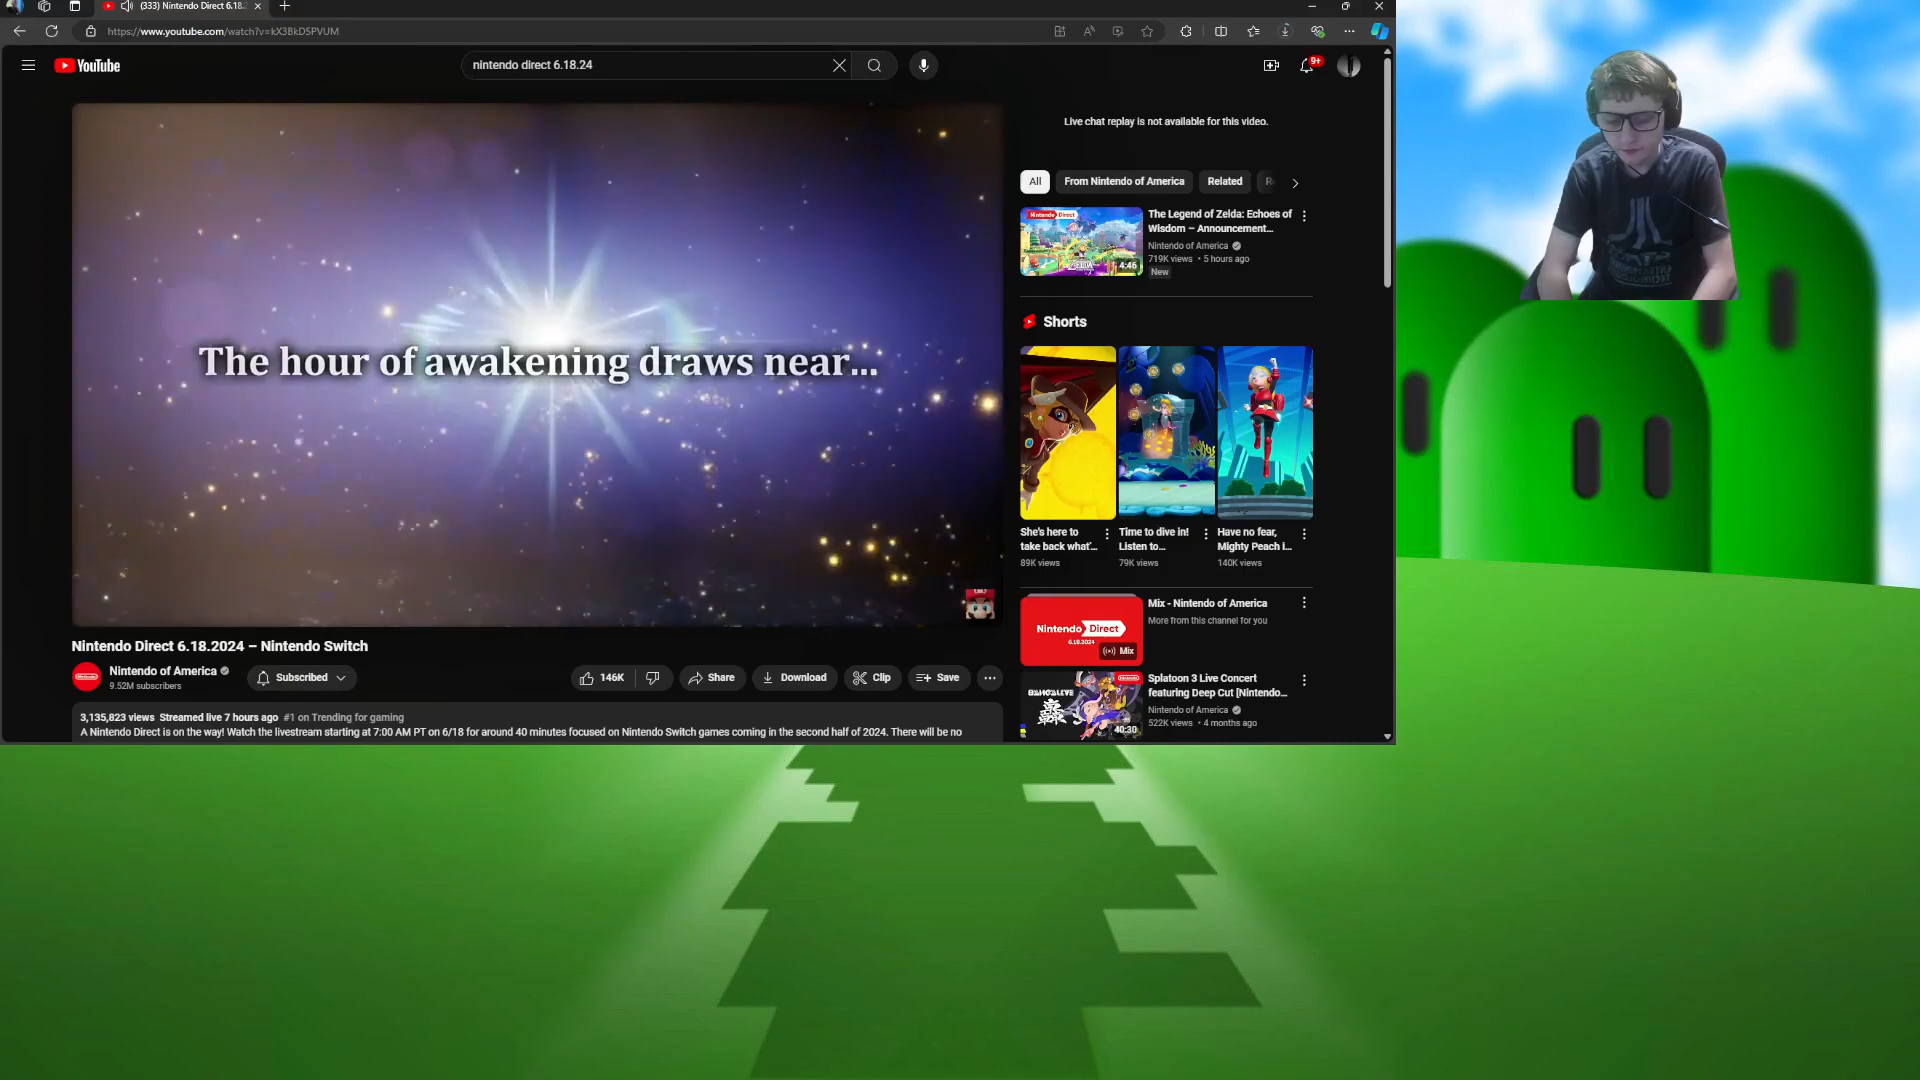 (333) Nintendo Direct 6.18.2
https://www.youtube.com/watch?v=kX3BkD5PVUM
YouTube
nintendo direct 6.18.24
9+
The hour of awakening draws near...
Nintendo Direct 6.18.2024 – Nintendo Switch
Nintendo of America
9.52M subscribers
Subscribed
146K
Share
Download
Clip
Save
3,135,823 views Streamed live 7 hours ago #1 on Trending for gaming
A Nintendo Direct is on the way! Watch the livestream starting at 7:00 AM PT on 6/18 for around 40 minutes focused on Nintendo Switch games coming in the second half of 2024. There will be no
Live chat replay is not available for this video.
All
From Nintendo of America
Related
Nintendo Direct
ZELDA
4:46
The Legend of Zelda: Echoes of
Wisdom – Announcement...
Nintendo of America
719K views • 5 hours ago
New
Shorts
She's here to
take back what'...
89K views
Time to dive in!
Listen to...
79K views
Have no fear,
Mighty Peach i...
140K views
Nintendo Direct
6.18.2024
Mix
Mix - Nintendo of America
More from this channel for you
40:30
Splatoon 3 Live Concert
featuring Deep Cut [Nintendo...
Nintendo of America
522K views • 4 months ago
ATARI